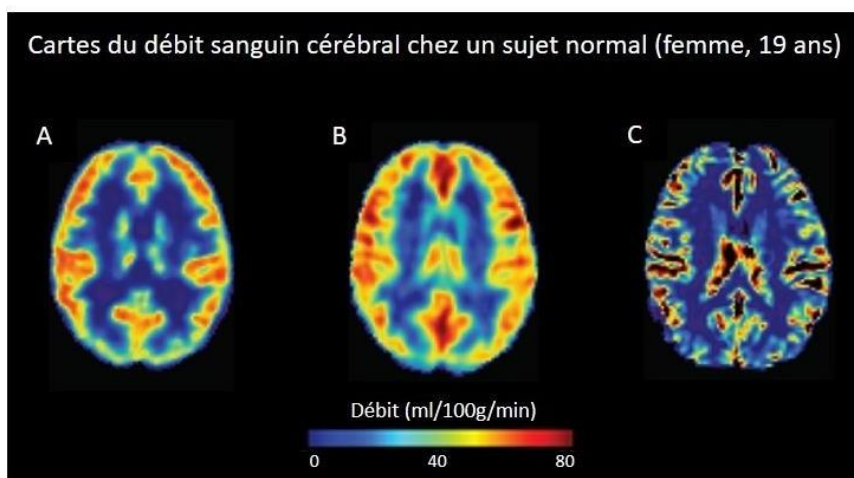 Cartes du débit sanguin cérébral chez un sujet normal (femme, 19 ans)
A
B
C
Débit (ml/100g/min)
0 40 80